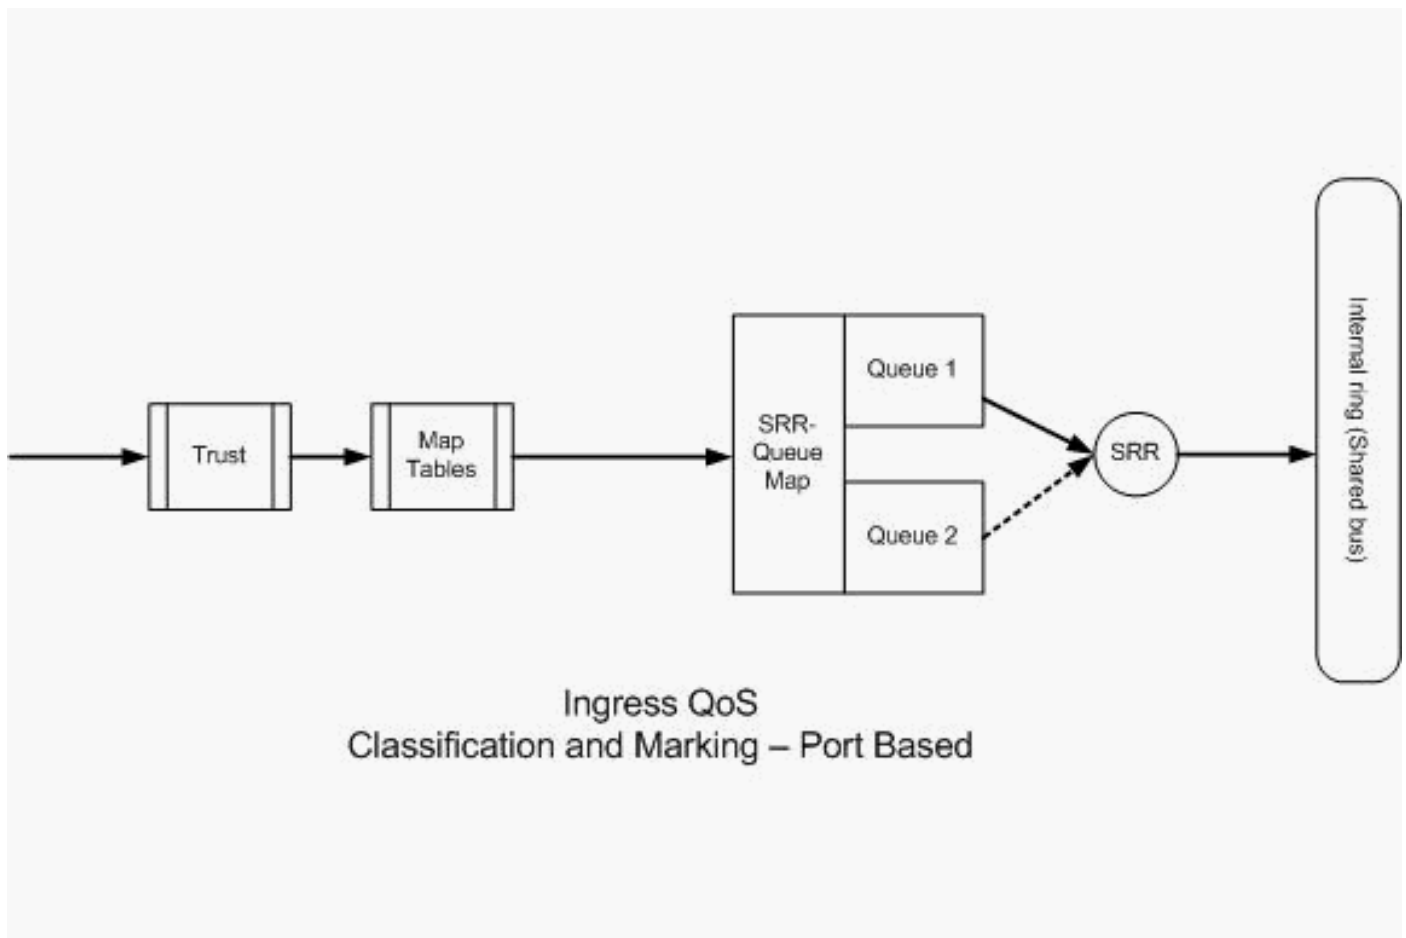 Trust
Map
Tables
SRR-
Queue
Map
Queue 1
Queue 2
SRR
Internal ring (Shared bus)
Ingress QoS
Classification and Marking – Port Based